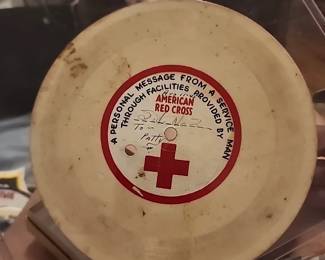 A PERSONAL MESSAGE FROM A SERVICE MAN
THROUGH FACILITIES PROVIDED BY
AMERICAN
RED CROSS
To
Patty